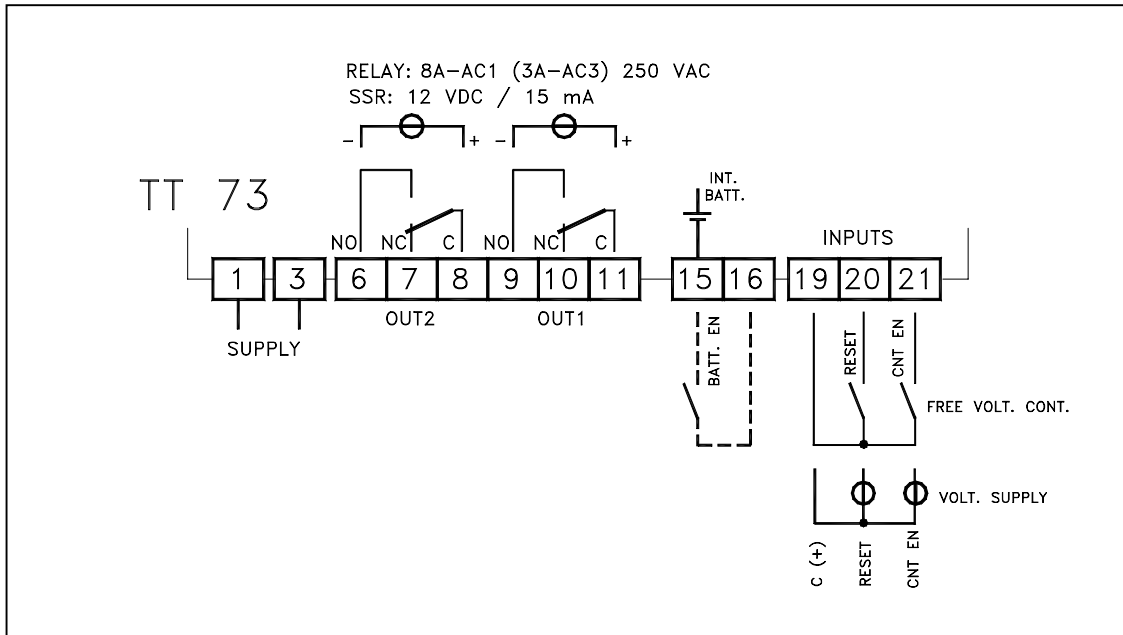 RELAY: 8A-AC1 (3A-AC3) 250 VAC
SSR: 12 VDC / 15 mA
- + - +
TT 73
INT.
BATT.
NO NC C NO NC C
INPUTS
1 3 6 7 8 9 10 11 15 16 19 20 21
OUT2 OUT1
SUPPLY
BATT. EN
RESET
CNT EN
FREE VOLT. CONT.
VOLT. SUPPLY
C (+)
RESET
CNT EN